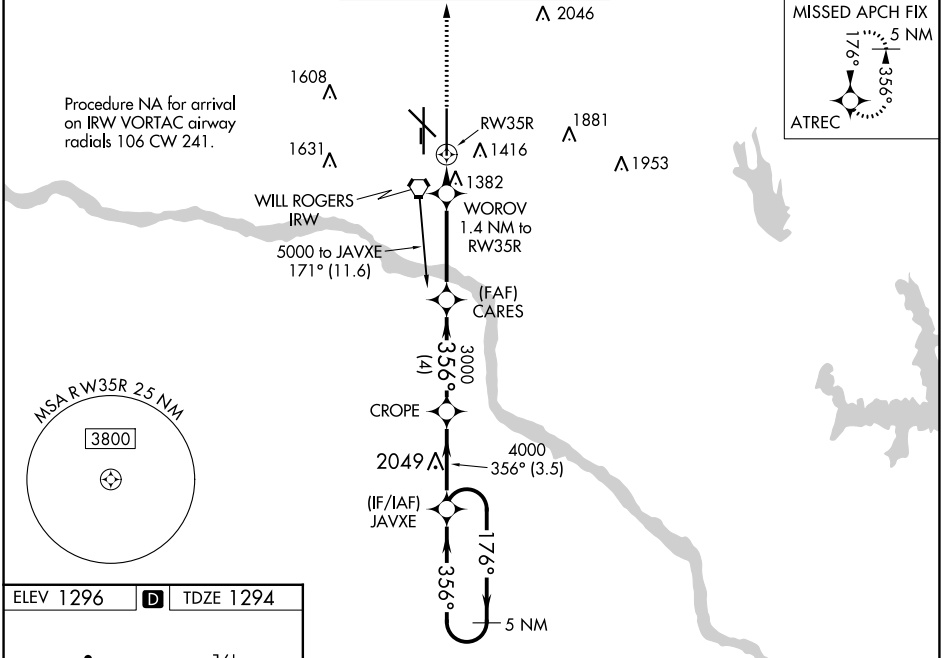 2046
MISSED APCH FIX
5 NM
176°
356°
ATREC
1608
Procedure NA for arrival
on IRW VORTAC airway
radials 106 CW 241.
RW35R
1881
1631
1416
1953
1382
WILL ROGERS
IRW
WOROV
1.4 NM to
RW35R
5000 to JAVXE
171° (11.6)
(FAF)
CARES
3000
356°
(4)
MSA RW35R 25 NM
3800
CROPE
2049
4000
356° (3.5)
(IF/IAF)
JAVXE
176°
356°
5 NM
ELEV 1296 D TDZE 1294